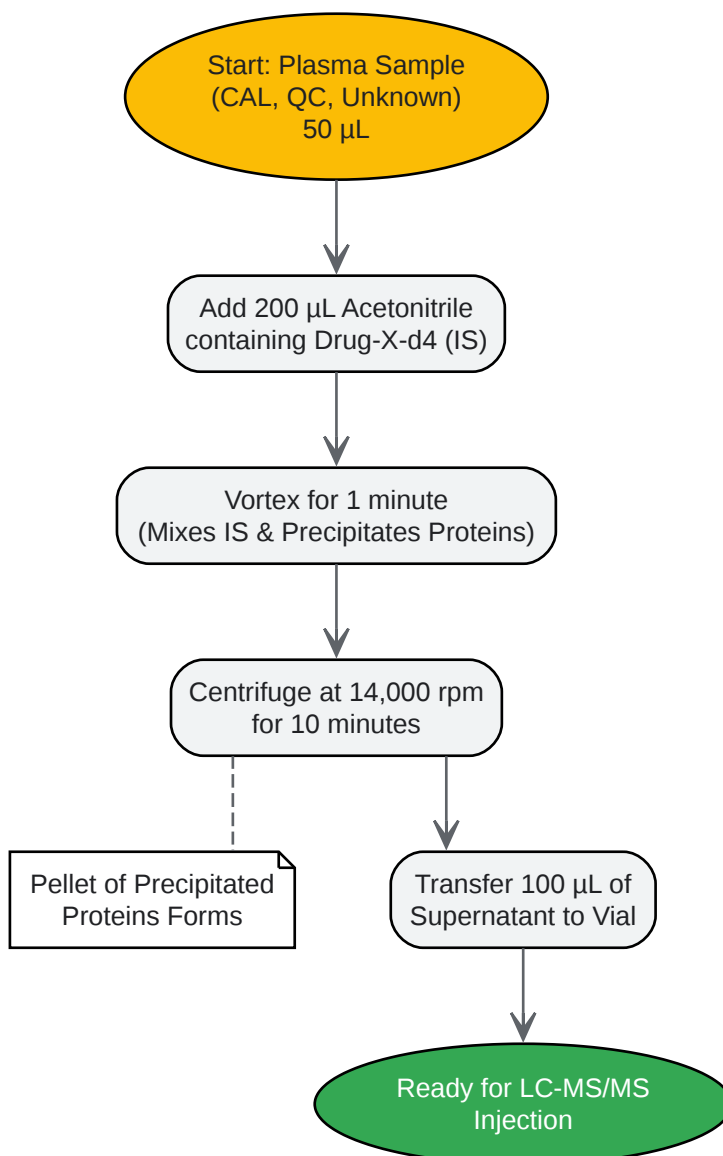 Start: Plasma Sample
(CAL, QC, Unknown)
50 µL
Add 200 µL Acetonitrile
containing Drug-X-d4 (IS)
Vortex for 1 minute
(Mixes IS & Precipitates Proteins)
Centrifuge at 14,000 rpm
for 10 minutes
Pellet of Precipitated
Proteins Forms
Transfer 100 µL of
Supernatant to Vial
Ready for LC-MS/MS
Injection